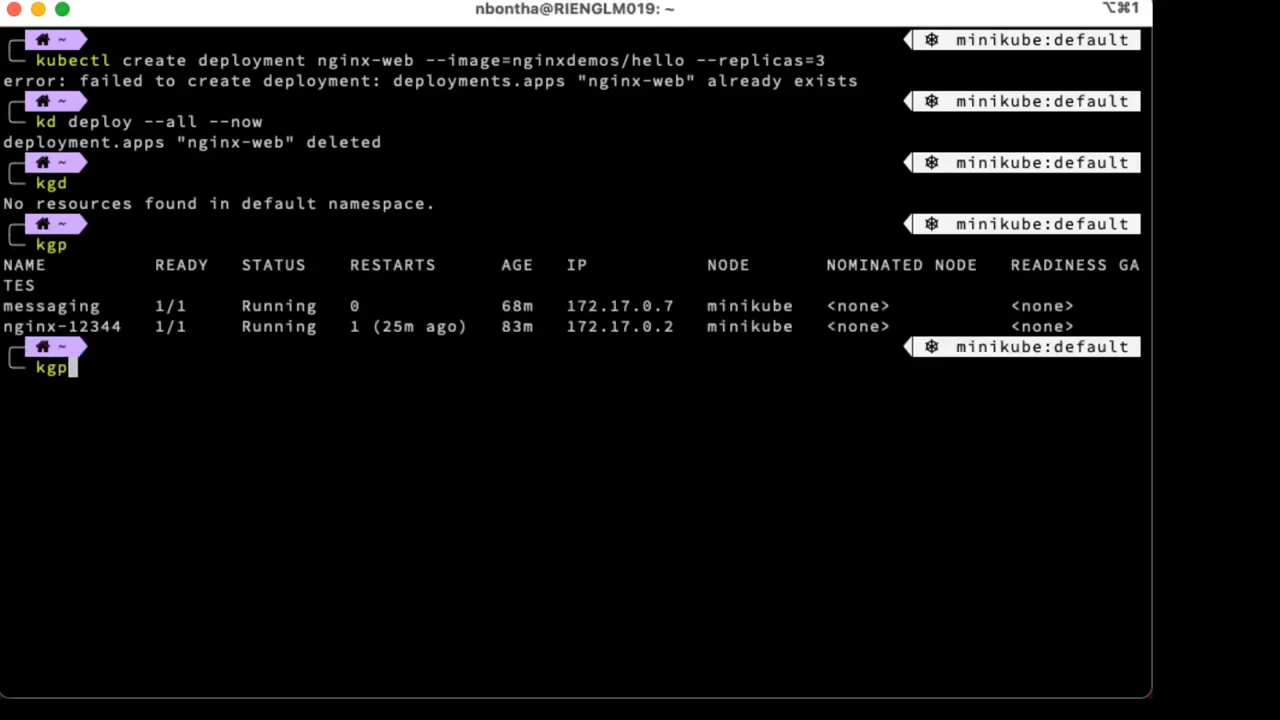 nbontha@RIENGLM019: ~ ⌥⌘1
~ minikube:default
kubectl create deployment nginx-web --image=nginxdemos/hello --replicas=3
error: failed to create deployment: deployments.apps "nginx-web" already exists
~ minikube:default
kd deploy --all --now
deployment.apps "nginx-web" deleted
~ minikube:default
kgd
No resources found in default namespace.
~ minikube:default
kgp
NAME READY STATUS RESTARTS AGE IP NODE NOMINATED NODE READINESS GA
TES
messaging 1/1 Running 0 68m 172.17.0.7 minikube <none> <none>
nginx-12344 1/1 Running 1 (25m ago) 83m 172.17.0.2 minikube <none> <none>
~ minikube:default
kgp